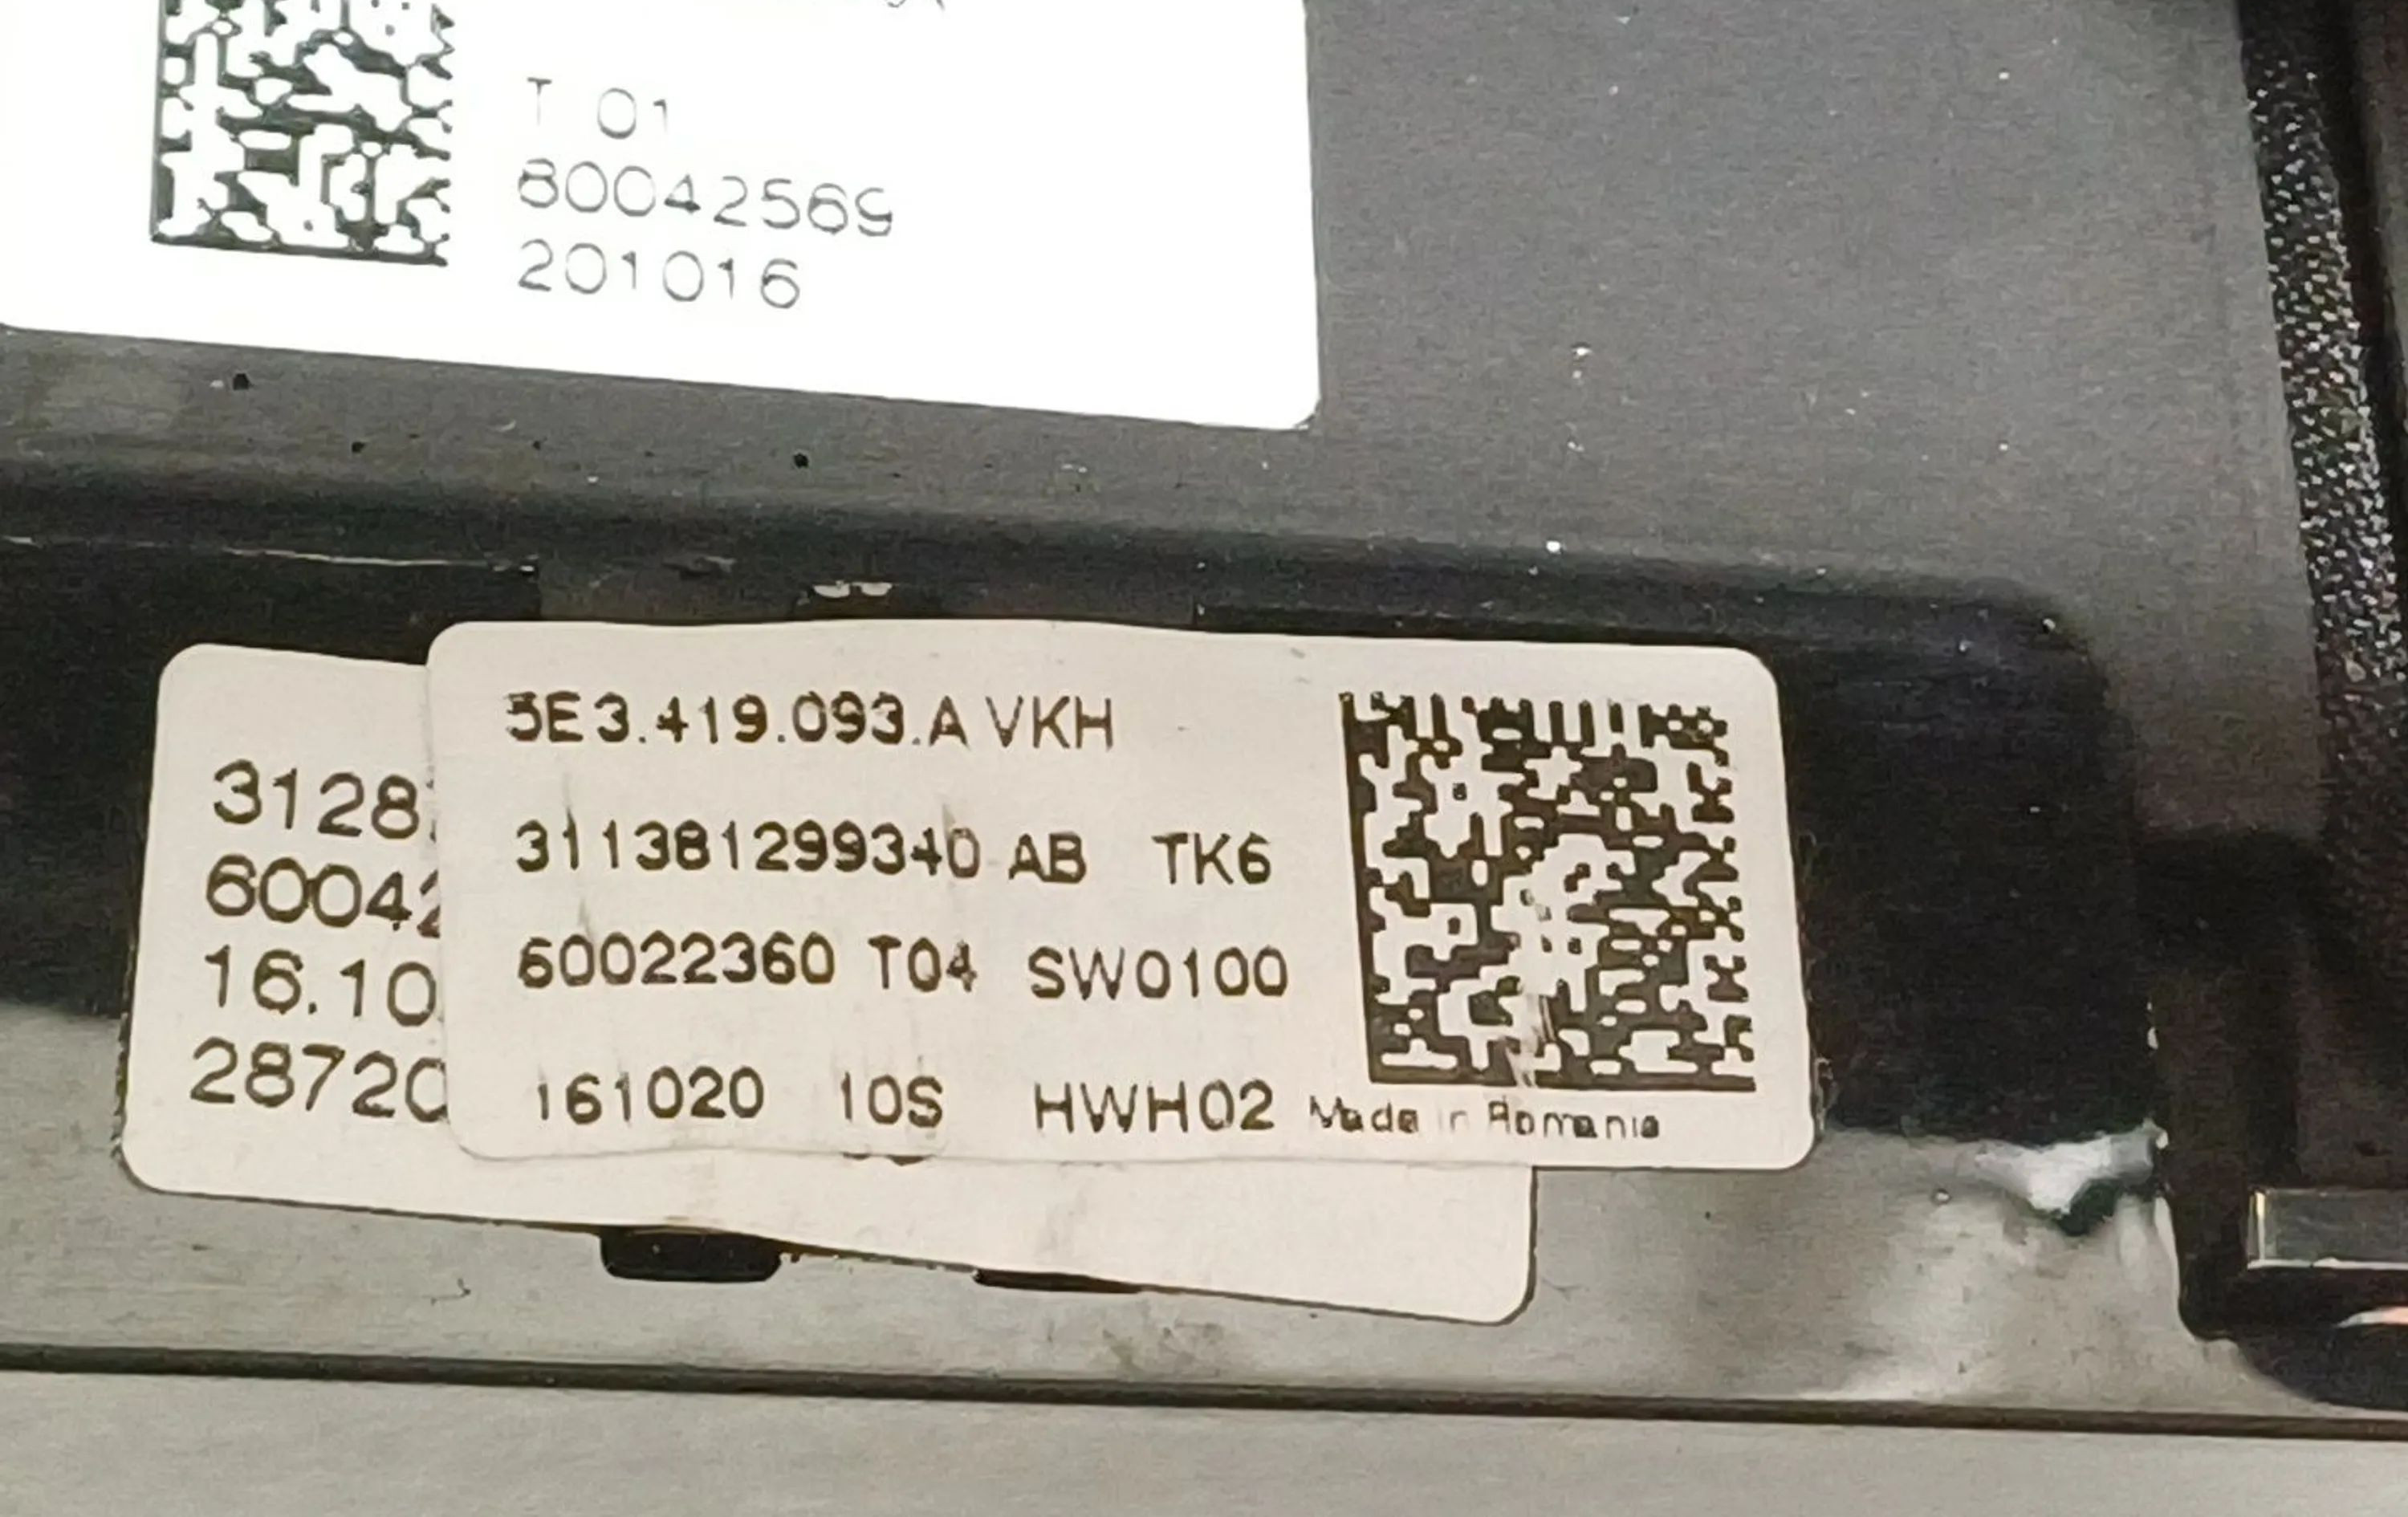 T 01
80042569
201016
5E3.419.093.A VKH
311381299340 AB TK6
60022360 T04 SW0100
161020 10S HWH02 Made in Romania
3128
6004
16.10
2872